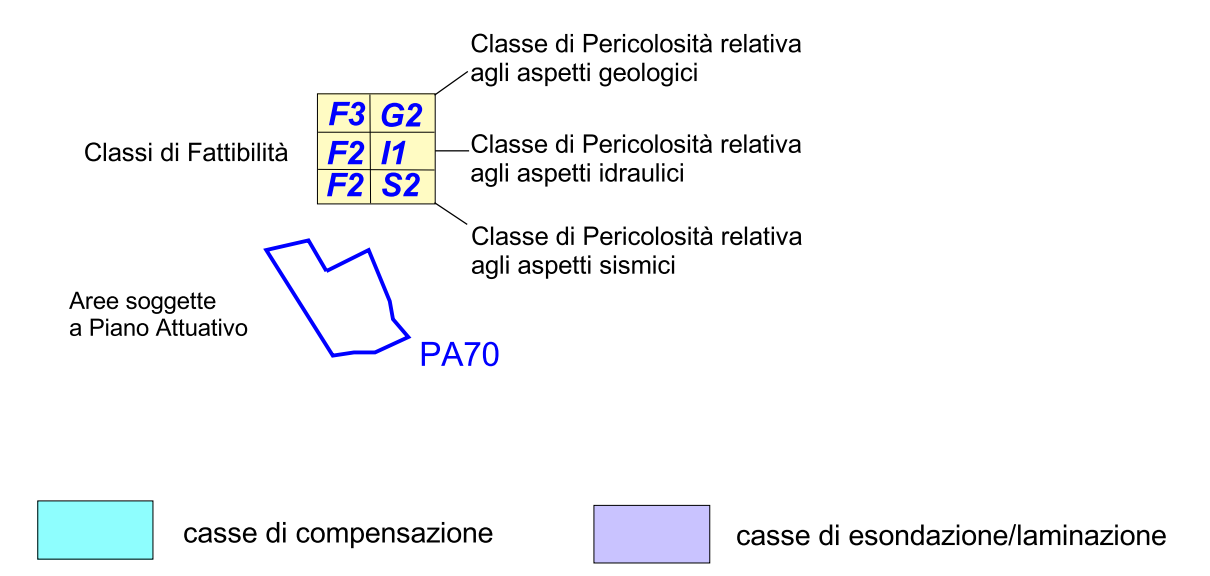 Classe di Pericolosità relativa
agli aspetti geologici
F3 G2
Classi di Fattibilità
F2 I1
Classe di Pericolosità relativa
agli aspetti idraulici
F2 S2
Classe di Pericolosità relativa
agli aspetti sismici
Aree soggette
a Piano Attuativo
PA70
casse di compensazione
casse di esondazione/laminazione